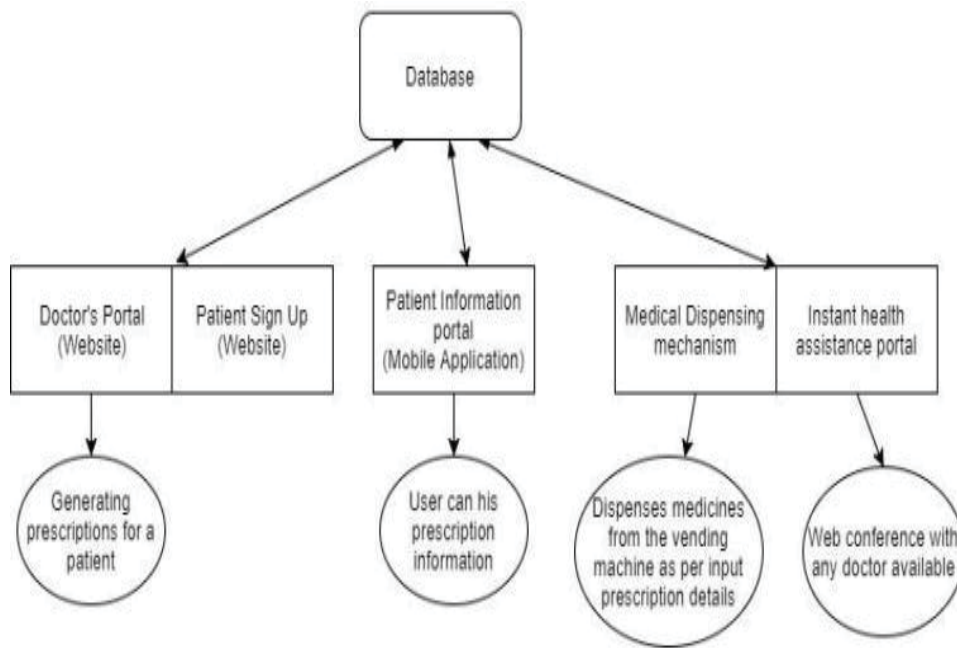 Database
Doctor's Portal
(Website)
Patient Sign Up
(Website)
Patient Information
portal
(Mobile Application)
Medical Dispensing
mechanism
Instant health
assistance portal
Generating
prescriptions for a
patient
User can his
prescription
information
Dispenses medicines
from the vending
machine as per input
prescription details
Web conference with
any doctor available